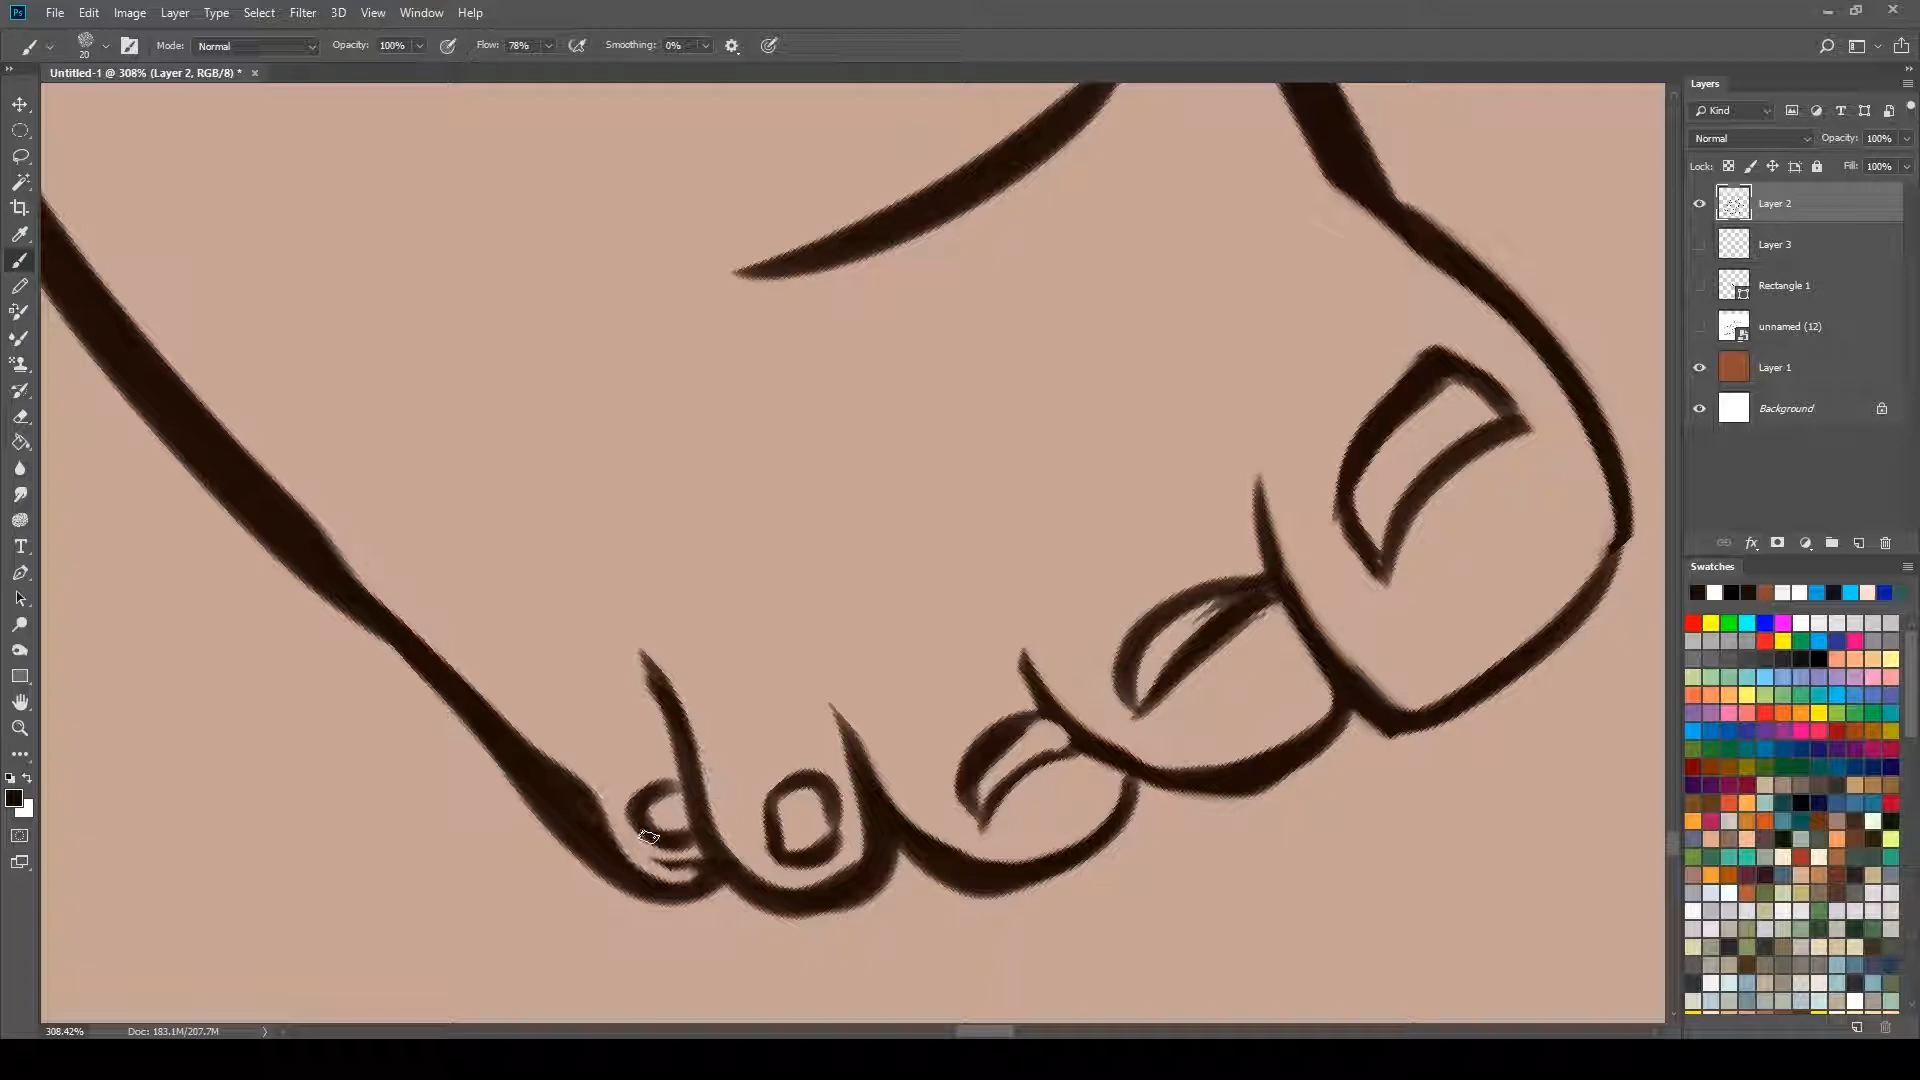 Ps File Edit Image Layer Type Select Filter 3D View Window Help
20 Mode: Normal Opacity: 100% Flow: 78% Smoothing: 0%
Untitled-1 @ 308% (Layer 2, RGB/8) *
Layers
Kind
Normal Opacity: 100%
Lock: Fill: 100%
Layer 2
Layer 3
Rectangle 1
unnamed (12)
Layer 1
Background
fx
Swatches
308.42% Doc: 183.1M/207.7M